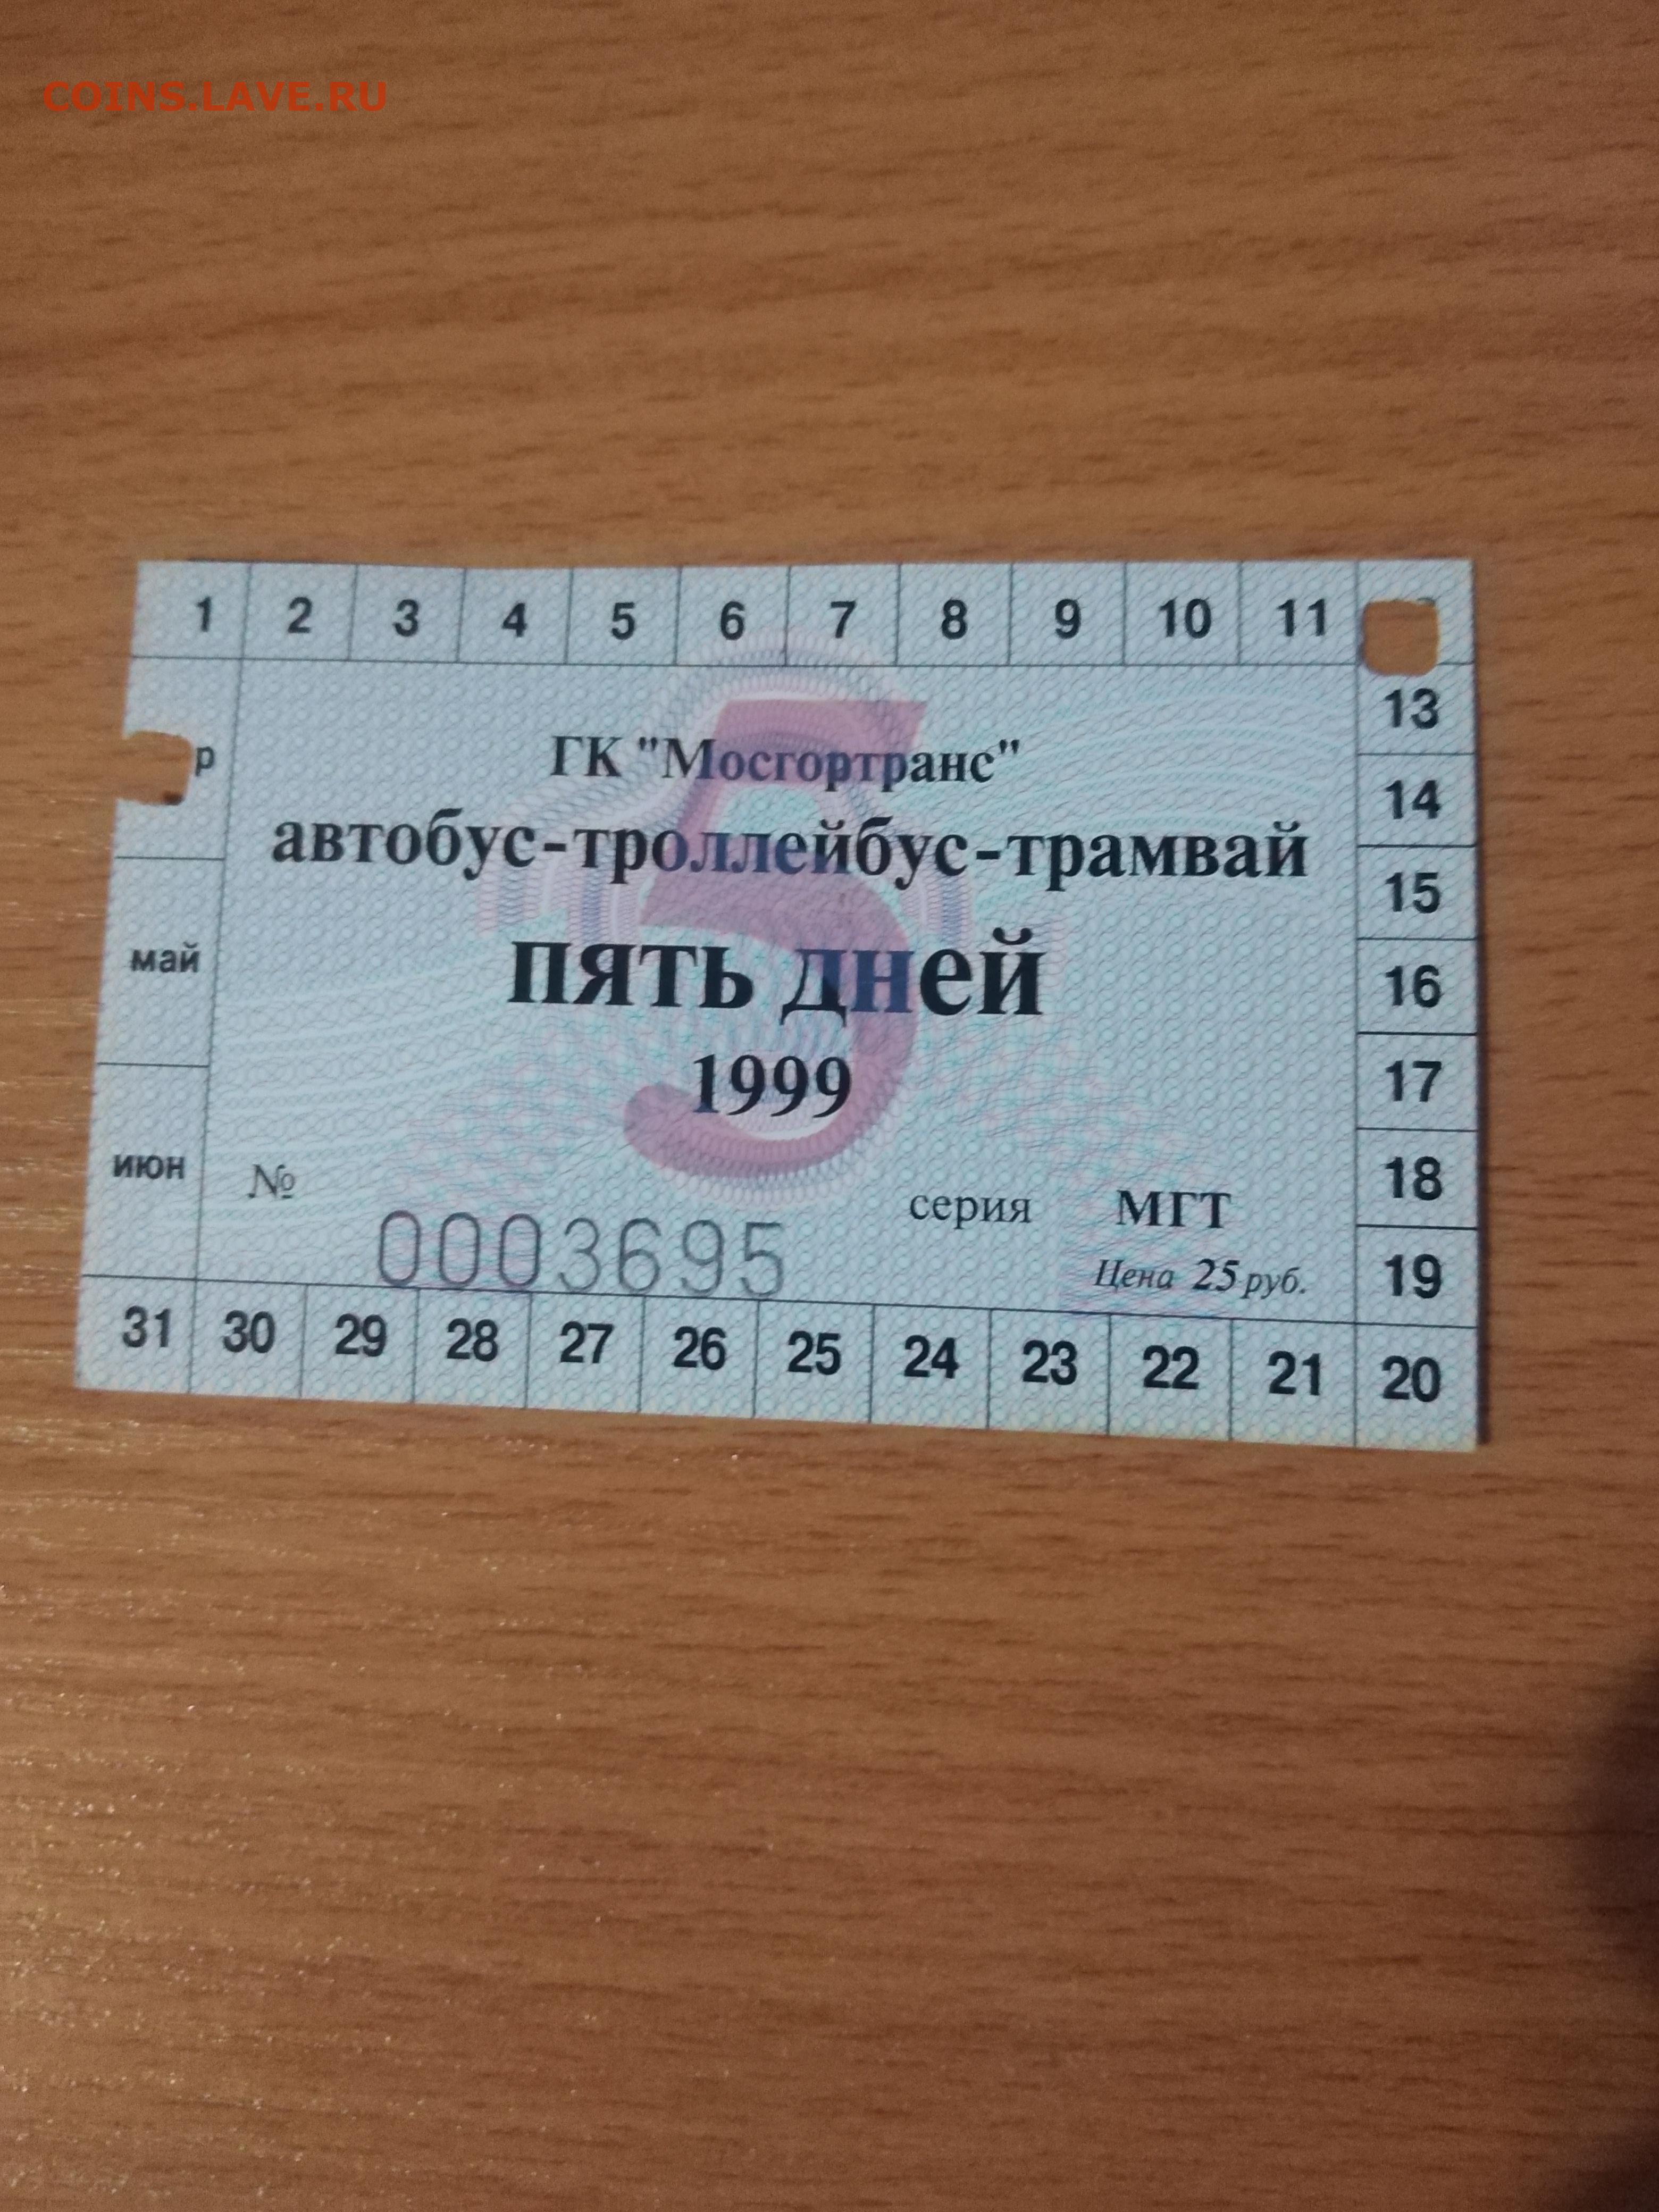 COINS.LAVE.RU
1 2 3 4 5 6 7 8 9 10 11
13
ГК "Мосгортранс"
р
14
автобус-троллейбус-трамвай
15
май
пять дней
16
1999
17
июн
№ 0003695
серия МГТ
18
Цена 25 руб.
19
31 30 29 28 27 26 25 24 23 22 21 20